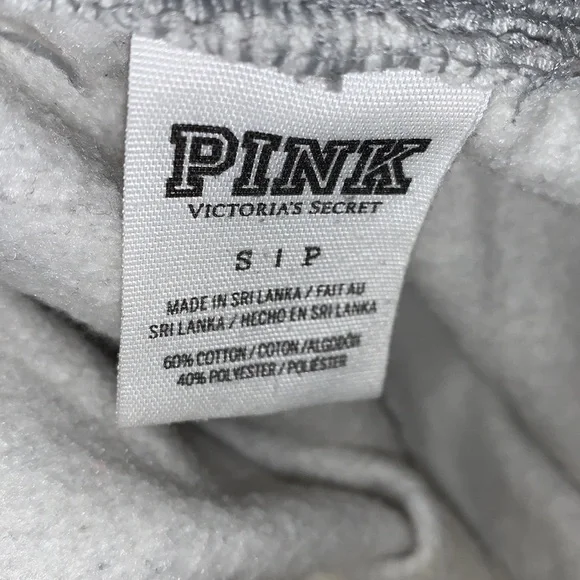 PINK
VICTORIA'S SECRET
S / P
MADE IN SRI LANKA / FAIT AU
SRI LANKA / HECHO EN SRI LANKA
60% COTTON / COTON / ALGODÓN
40% POLYESTER / POLIÉSTER